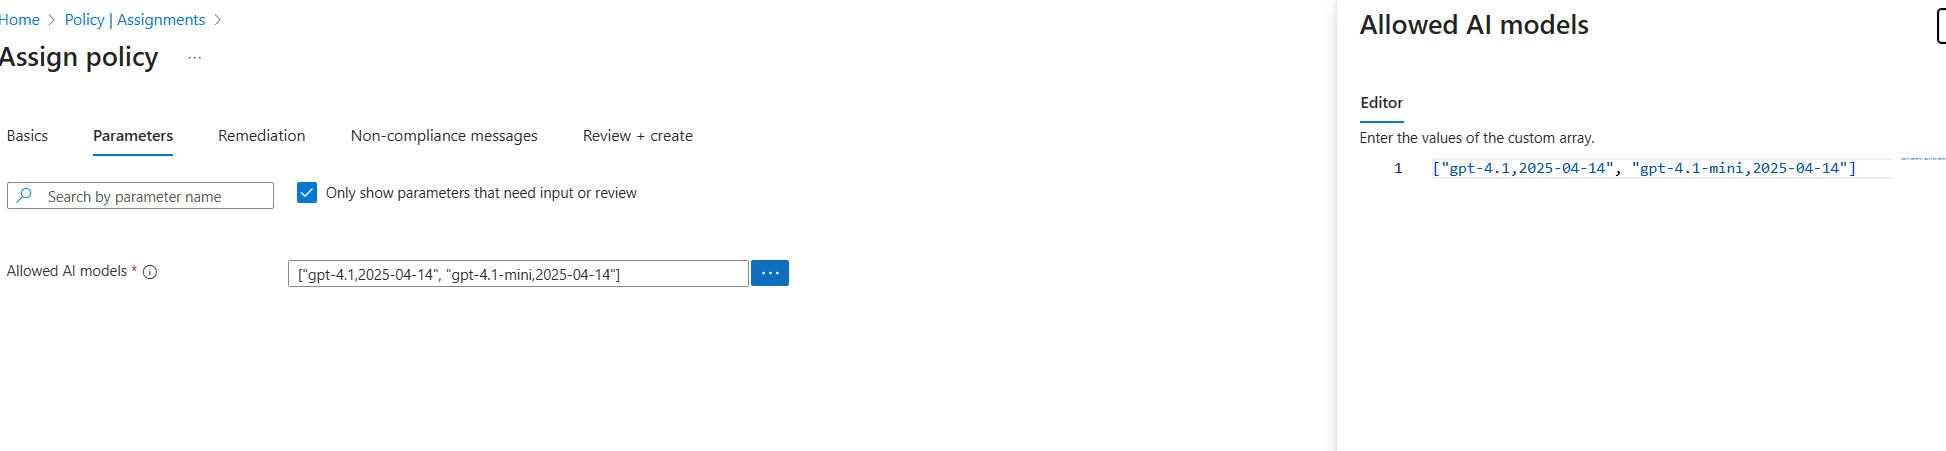 Home > Policy | Assignments >
Assign policy ...
Basics Parameters Remediation Non-compliance messages Review + create
Search by parameter name
Only show parameters that need input or review
Allowed AI models *
["gpt-4.1,2025-04-14", "gpt-4.1-mini,2025-04-14"]
...
Allowed AI models
Editor
Enter the values of the custom array.
1 ["gpt-4.1,2025-04-14", "gpt-4.1-mini,2025-04-14"]